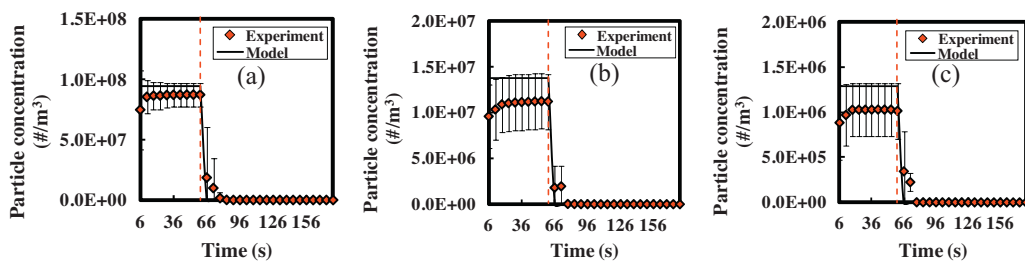 1.5E+08
Experiment
Model
(a)
1.0E+08
5.0E+07
0.0E+00
6 36 66 96 126 156
Time (s)
Particle concentration
(#/m³)
2.0E+07
Experiment
Model
(b)
1.5E+07
1.0E+07
5.0E+06
0.0E+00
6 36 66 96 126 156
Time (s)
Particle concentration
(#/m³)
2.0E+06
Experiment
Model
(c)
1.5E+06
1.0E+06
5.0E+05
0.0E+00
6 36 66 96 126 156
Time (s)
Particle concentration
(#/m³)